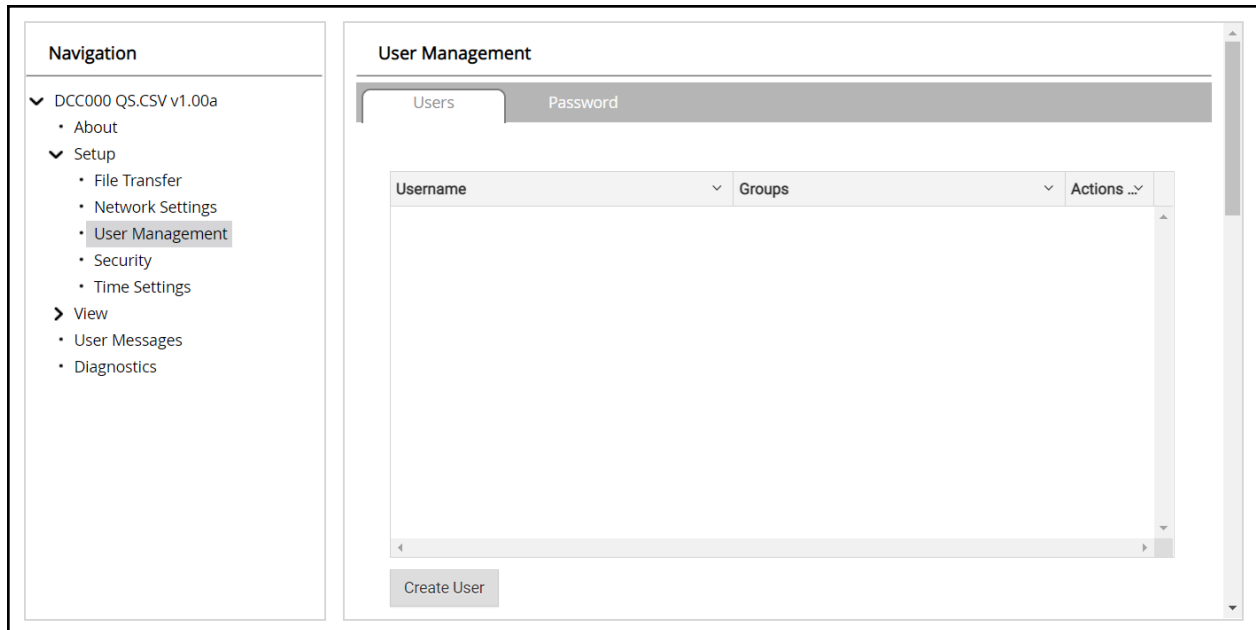 Navigation
DCC000 QS.CSV v1.00a
About
Setup
File Transfer
Network Settings
User Management
Security
Time Settings
View
User Messages
Diagnostics
User Management
Users Password
Username Groups Actions ...
Create User